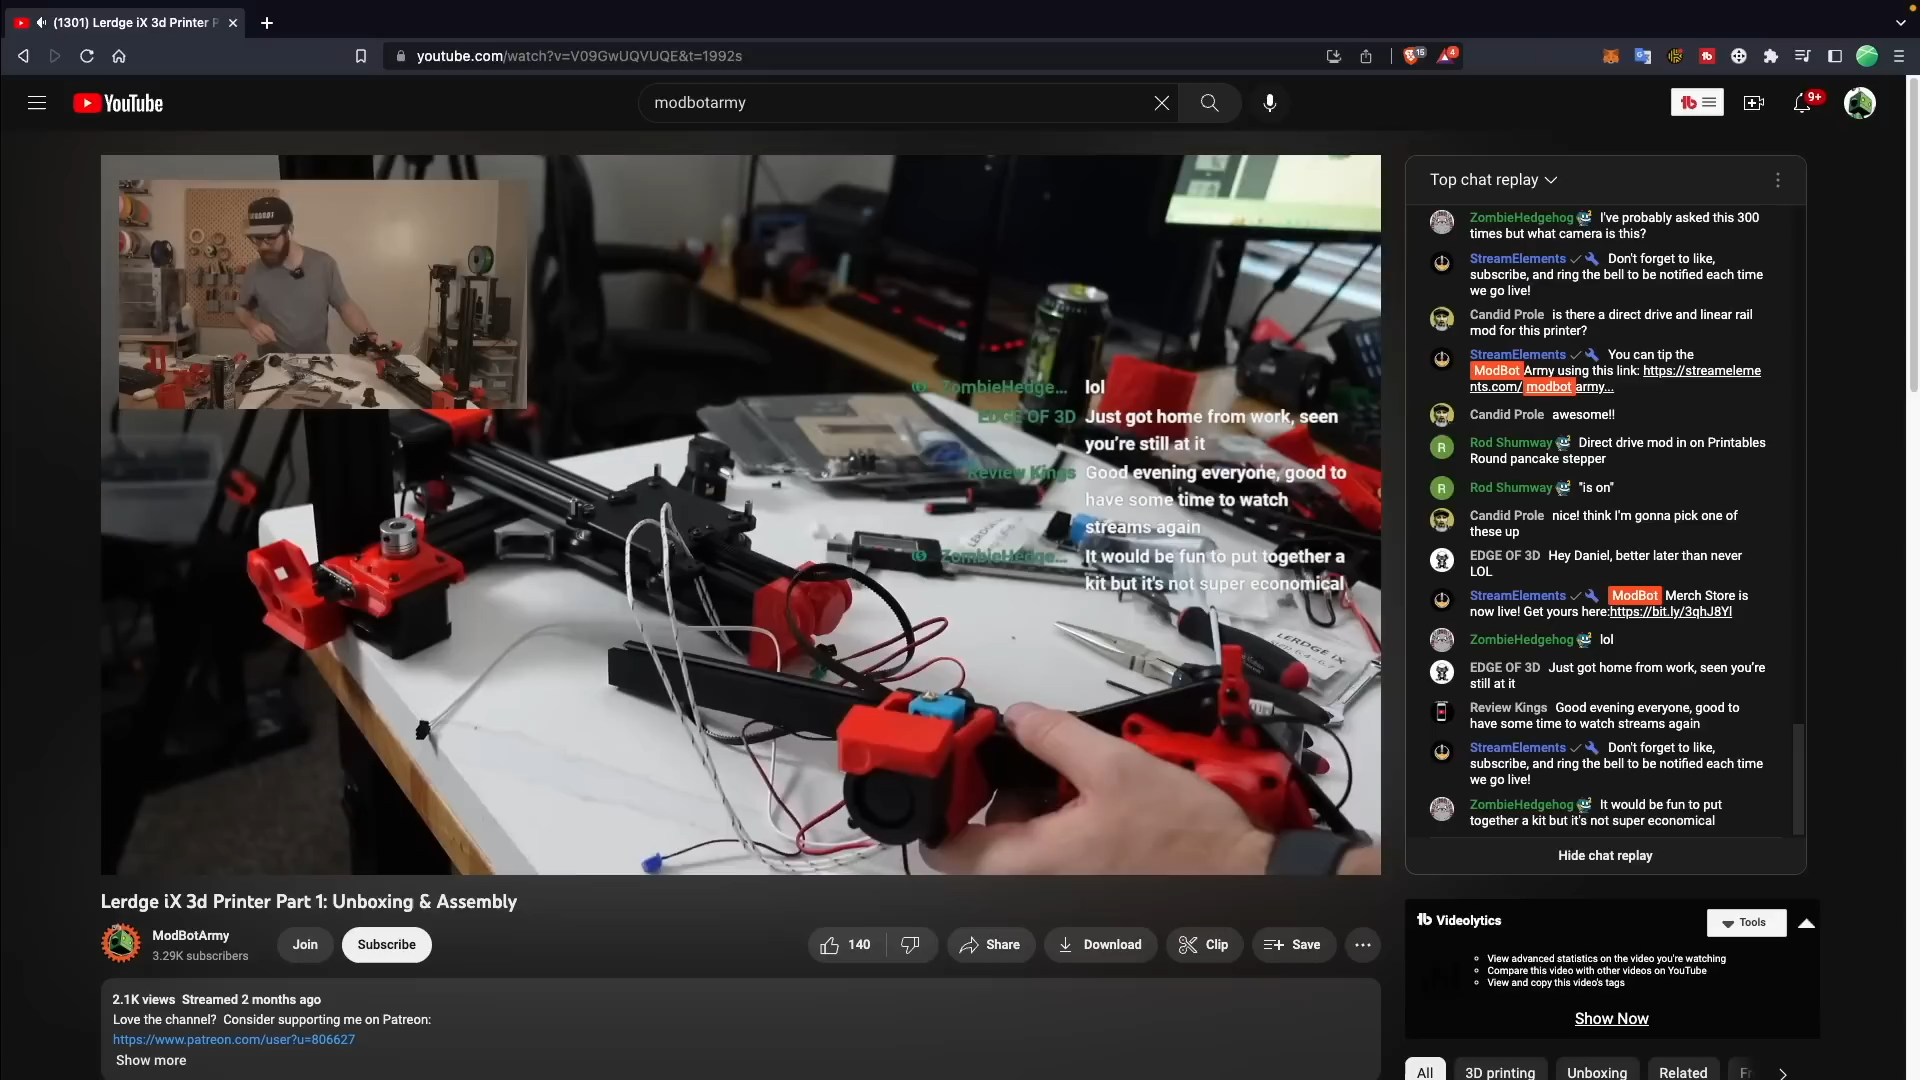 (1301) Lerdge iX 3d Printer P
youtube.com/watch?v=V09GwUQVUQE&t=1992s
15
4
YouTube
modbotarmy
9+
Top chat replay
ZombieHedgehog I've probably asked this 300
times but what camera is this?
StreamElements Don't forget to like,
subscribe, and ring the bell to be notified each time
we go live!
Candid Prole is there a direct drive and linear rail
mod for this printer?
StreamElements You can tip the
ModBot Army using this link: https://streameleme
nts.com/modbotarmy...
Candid Prole awesome!!
Rod Shumway Direct drive mod in on Printables
Round pancake stepper
Rod Shumway "is on"
Candid Prole nice! think I'm gonna pick one of
these up
EDGE OF 3D Hey Daniel, better later than never
LOL
StreamElements ModBot Merch Store is
now live! Get yours here:https://bit.ly/3qhJ8Yl
ZombieHedgehog lol
EDGE OF 3D Just got home from work, seen you're
still at it
Review Kings Good evening everyone, good to
have some time to watch streams again
StreamElements Don't forget to like,
subscribe, and ring the bell to be notified each time
we go live!
ZombieHedgehog It would be fun to put
together a kit but it's not super economical
Hide chat replay
ZombieHedge... lol
EDGE OF 3D Just got home from work, seen
you're still at it
Review Kings Good evening everyone, good to
have some time to watch
streams again
ZombieHedge... It would be fun to put together a
kit but it's not super economical
LERDGE iX
Lerdge iX 3d Printer Part 1: Unboxing & Assembly
ModBotArmy
3.29K subscribers
Join
Subscribe
140
Share
Download
Clip
Save
2.1K views Streamed 2 months ago
Love the channel? Consider supporting me on Patreon:
https://www.patreon.com/user?u=806627
Show more
Videolytics
Tools
View advanced statistics on the video you're watching
Compare this video with other videos on YouTube
View and copy this video's tags
Show Now
All
3D printing
Unboxing
Related